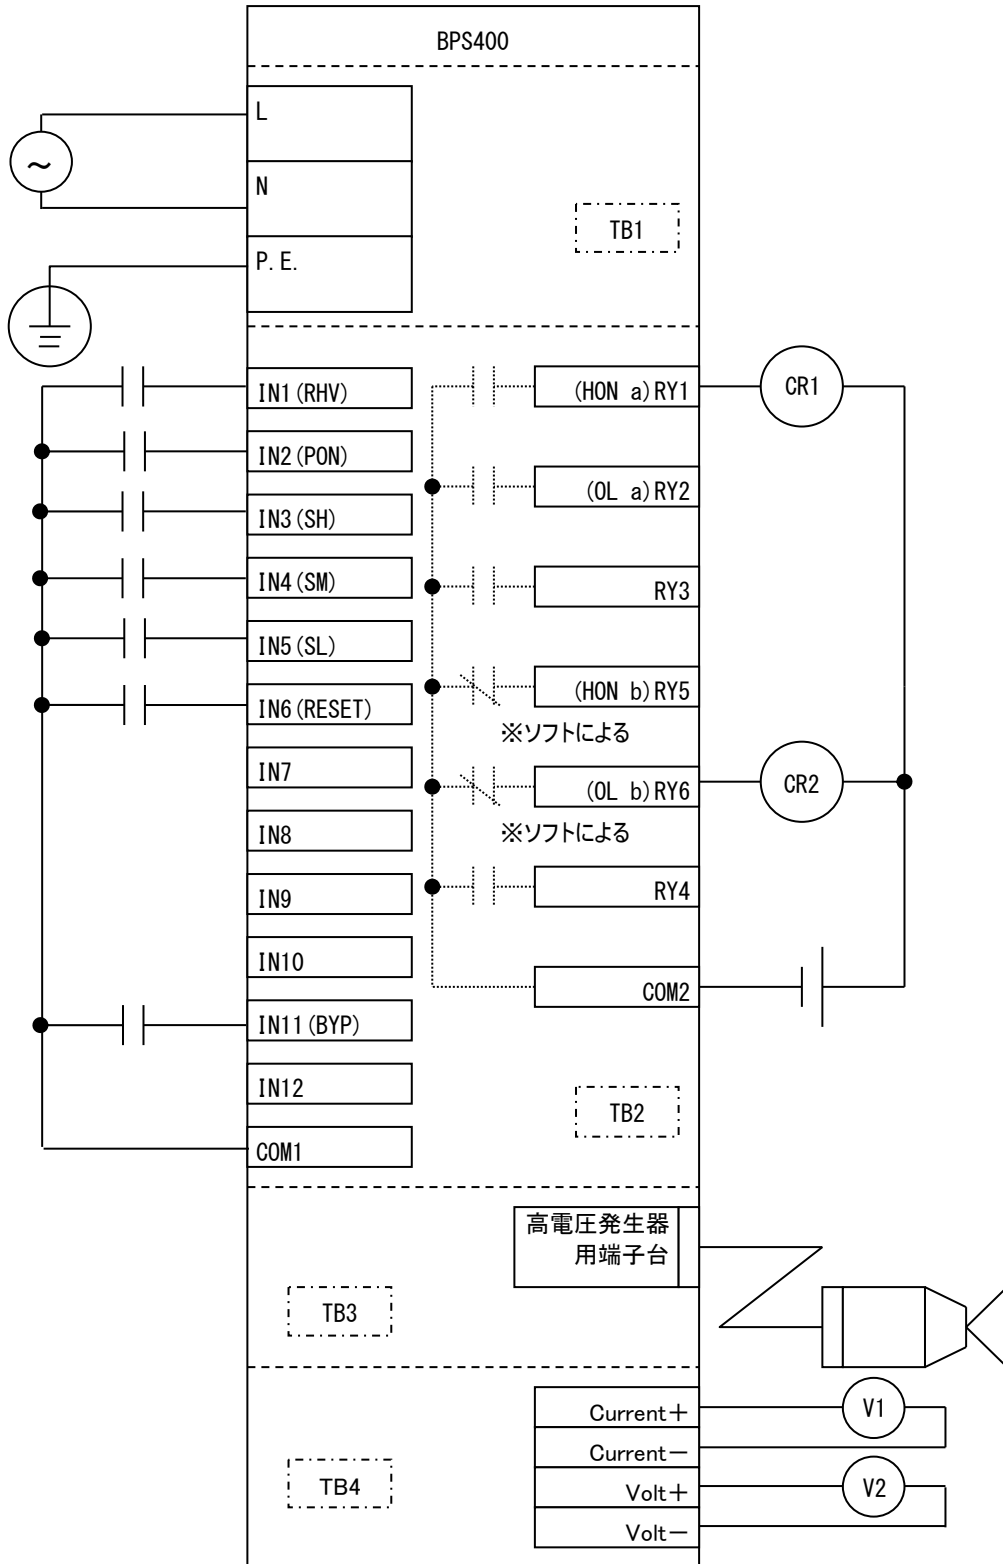 BPS400
L
~
N
TB1
P.E.
IN1(RHV)
IN2(PON)
IN3(SH)
IN4(SM)
IN5(SL)
IN6(RESET)
IN7
IN8
IN9
IN10
IN11(BYP)
IN12
COM1
(HON a)RY1
CR1
(OL a)RY2
RY3
(HON b)RY5
※ソフトによる
(OL b)RY6
CR2
※ソフトによる
RY4
COM2
TB2
高電圧発生器
用端子台
TB3
Current+
V1
Current−
TB4
Volt+
V2
Volt−